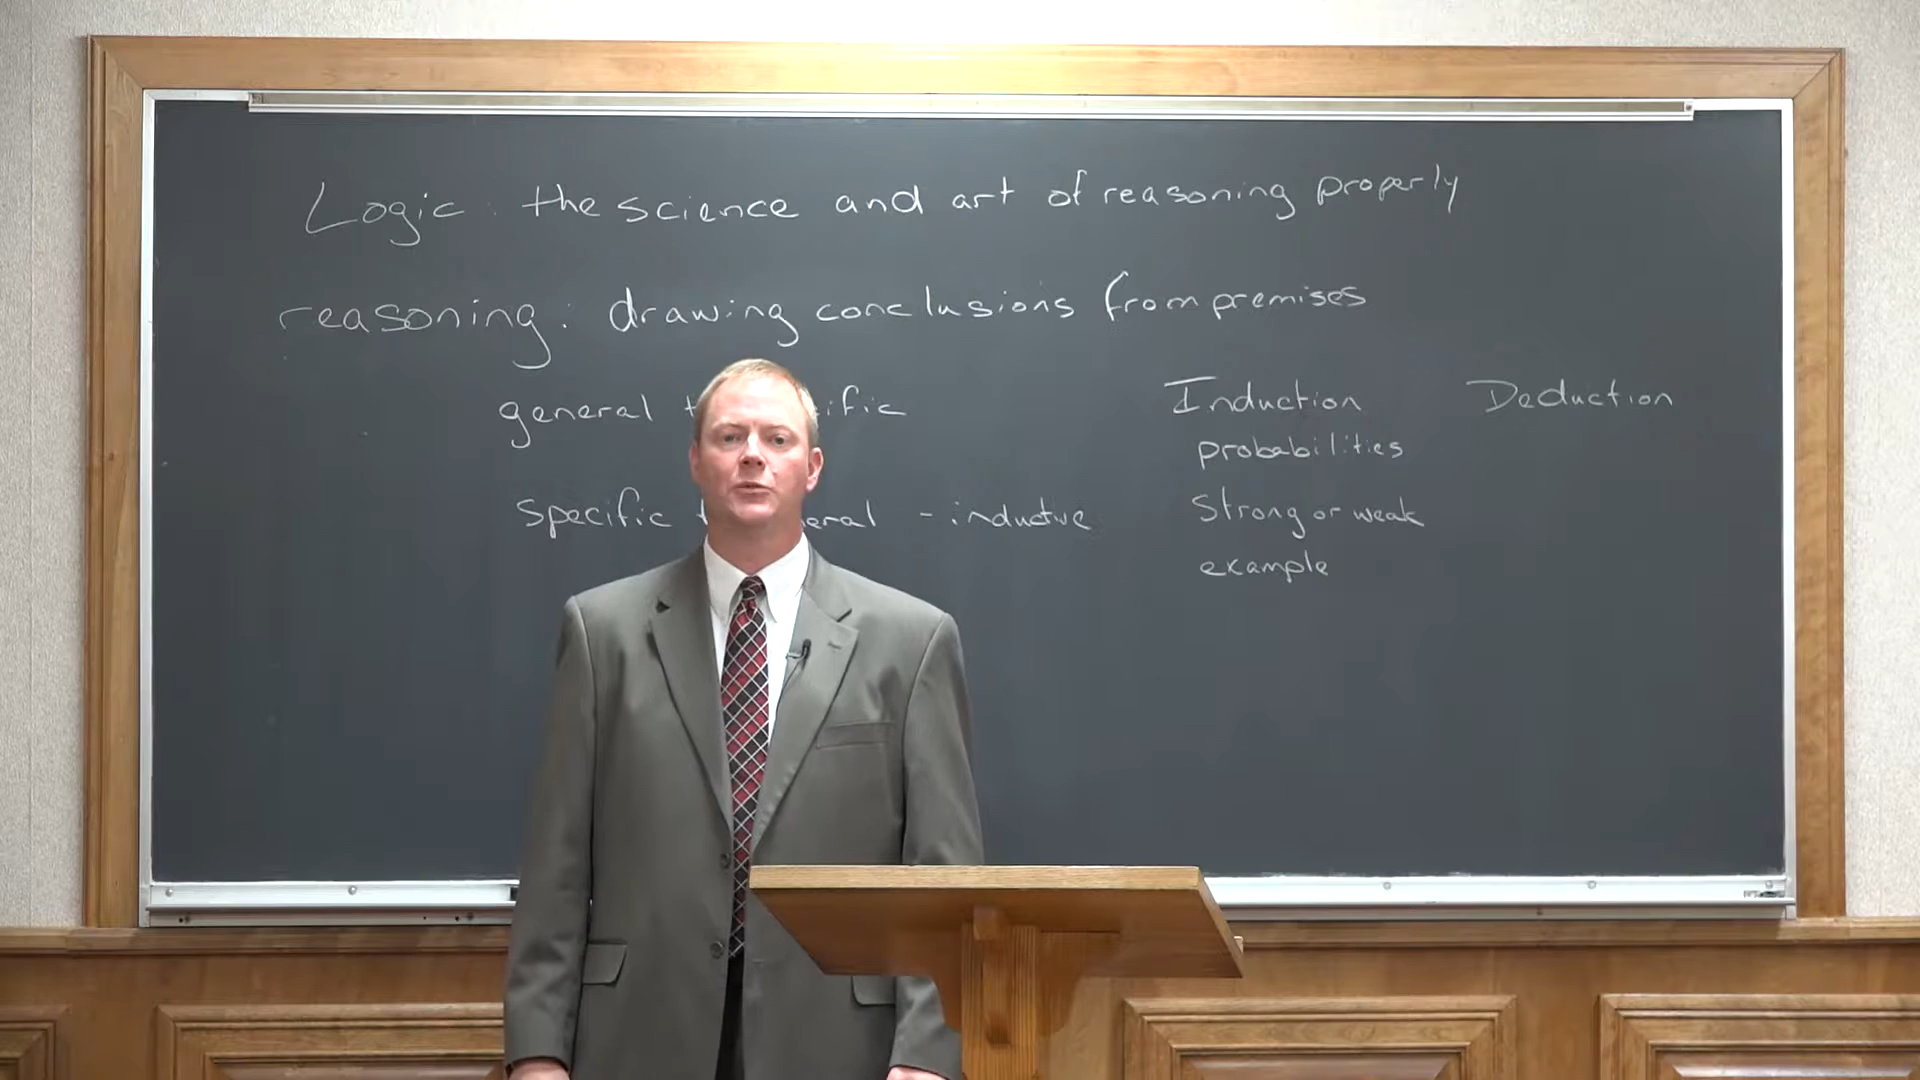 Logic: the science and art of reasoning properly
reasoning: drawing conclusions from premises
general
specific - inductive
Induction
probabilities
Strong or weak
example
Deduction